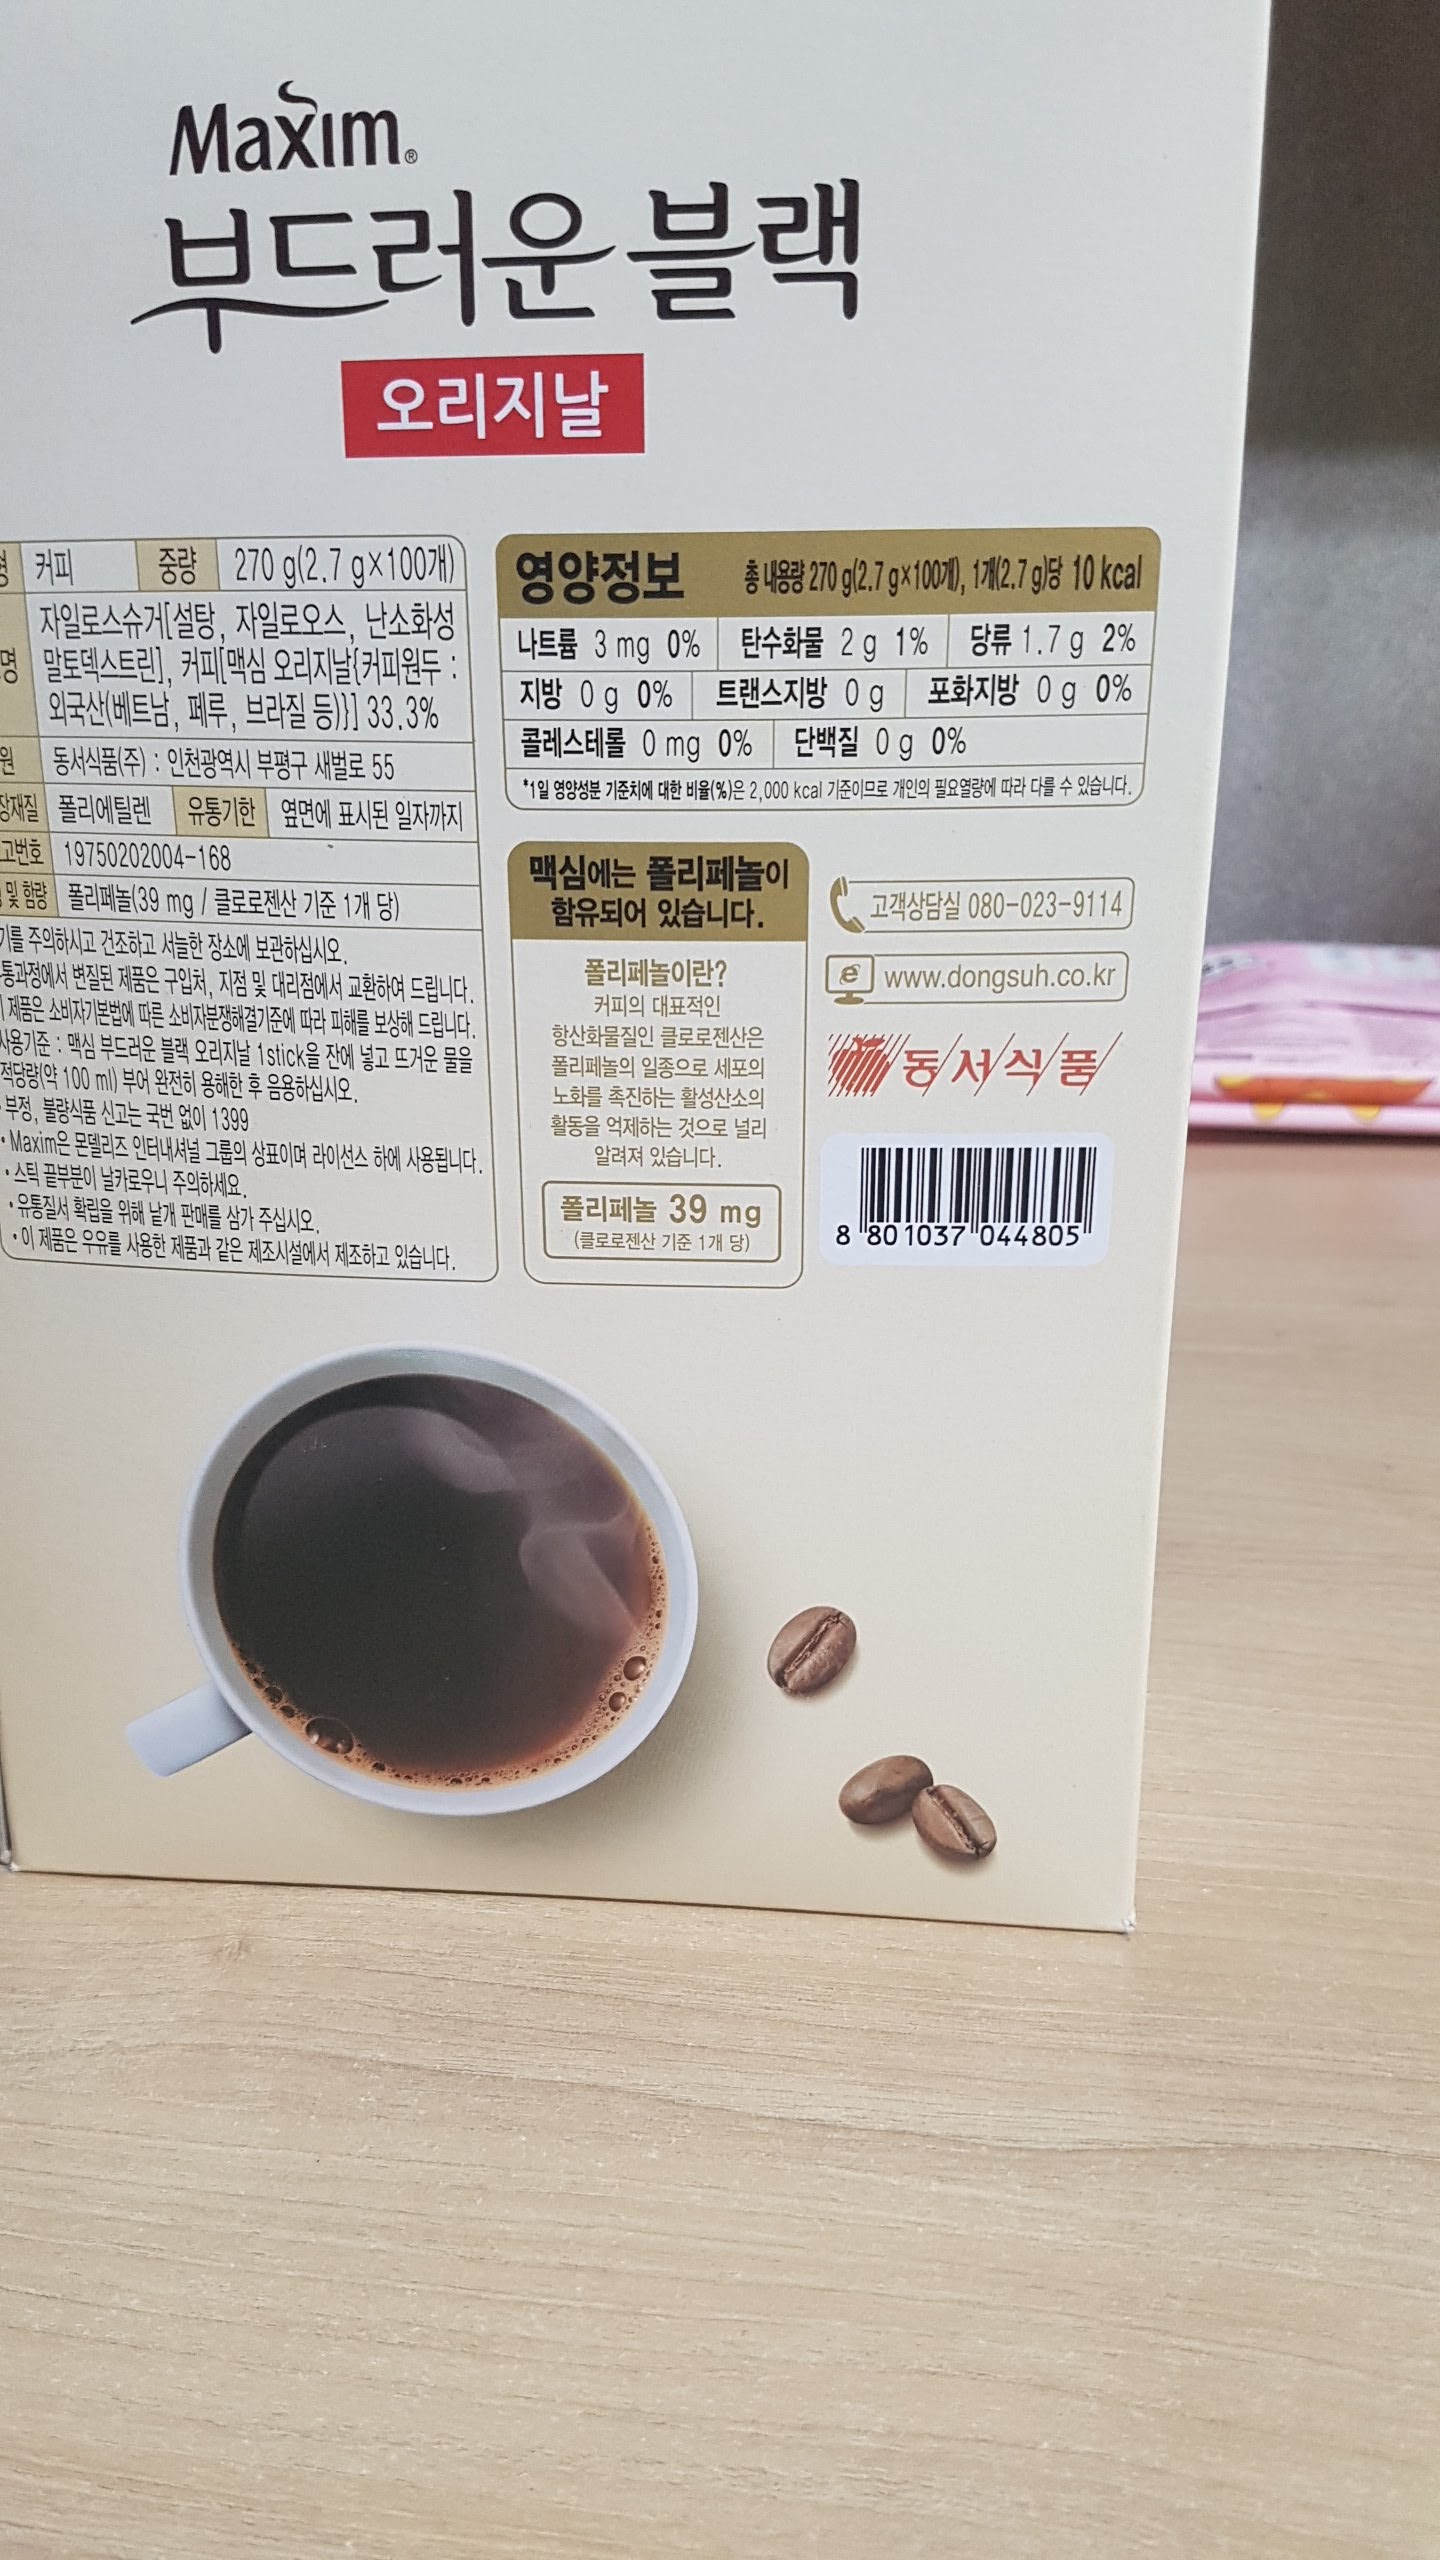 Maxim®
부드러운 블랙
오리지날
형 커피 중량 270 g(2.7 g×100개)
자일로스슈거[설탕, 자일로오스, 난소화성
명 말토덱스트린], 커피[맥심 오리지날{커피원두 :
외국산(베트남, 페루, 브라질 등)}] 33.3%
원 동서식품(주) : 인천광역시 부평구 새벌로 55
장재질 폴리에틸렌 유통기한 옆면에 표시된 일자까지
고번호 19750202004-168
및 함량 폴리페놀(39 mg / 클로로젠산 기준 1개 당)
기를 주의하시고 건조하고 서늘한 장소에 보관하십시오.
통과정에서 변질된 제품은 구입처, 지점 및 대리점에서 교환하여 드립니다.
제품은 소비자기본법에 따른 소비자분쟁해결기준에 따라 피해를 보상해 드립니다.
사용기준 : 맥심 부드러운 블랙 오리지날 1stick을 잔에 넣고 뜨거운 물을
적당량(약 100 ml) 부어 완전히 용해한 후 음용하십시오.
부정, 불량식품 신고는 국번 없이 1399
• Maxim은 몬델리즈 인터내셔널 그룹의 상표이며 라이선스 하에 사용됩니다.
• 스틱 끝부분이 날카로우니 주의하세요.
• 유통질서 확립을 위해 낱개 판매를 삼가 주십시오.
• 이 제품은 우유를 사용한 제품과 같은 제조시설에서 제조하고 있습니다.
영양정보 총 내용량 270 g(2.7 g×100개), 1개(2.7 g)당 10 kcal
나트륨 3 mg 0% 탄수화물 2 g 1% 당류 1.7 g 2%
지방 0 g 0% 트랜스지방 0 g 포화지방 0 g 0%
콜레스테롤 0 mg 0% 단백질 0 g 0%
*1일 영양성분 기준치에 대한 비율(%)은 2,000 kcal 기준이므로 개인의 필요열량에 따라 다를 수 있습니다.
맥심에는 폴리페놀이
함유되어 있습니다.
폴리페놀이란?
커피의 대표적인
항산화물질인 클로로젠산은
폴리페놀의 일종으로 세포의
노화를 촉진하는 활성산소의
활동을 억제하는 것으로 널리
알려져 있습니다.
폴리페놀 39 mg
(클로로젠산 기준 1개 당)
고객상담실 080-023-9114
www.dongsuh.co.kr
동서식품
8 801037 044805